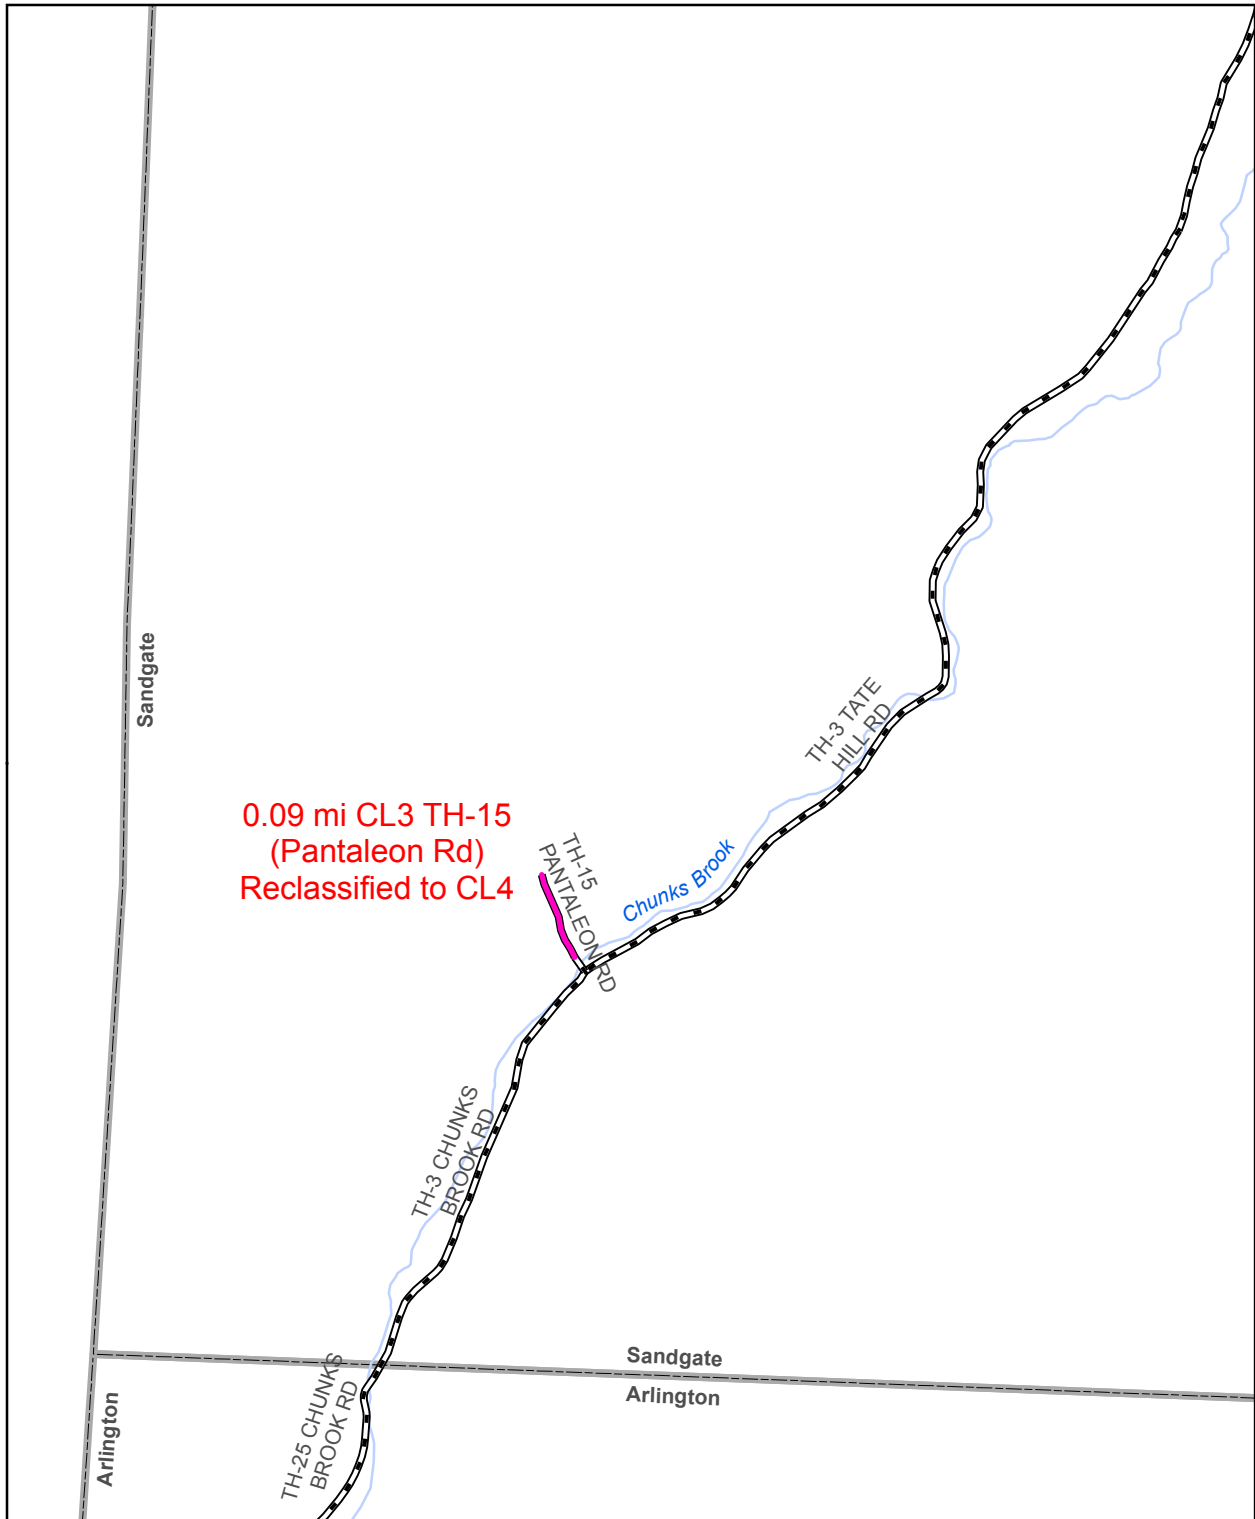 Sandgate
TH-3 TATE
HILL RD
0.09 mi CL3 TH-15
(Pantaleon Rd)
Reclassified to CL4
TH-15
PANTALEON RD
Chunks Brook
TH-3 CHUNKS
BROOK RD
Sandgate
Arlington
TH-25 CHUNKS
BROOK RD
Arlington